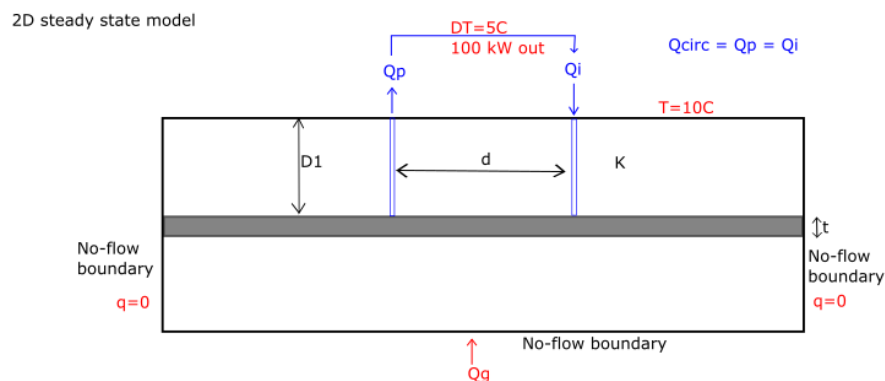 2D steady state model
DT=5C
100 kW out
Qcirc = Qp = Qi
Qp
Qi
T=10C
D1
d
K
t
No-flow
boundary
q=0
No-flow
boundary
q=0
No-flow boundary
Qg